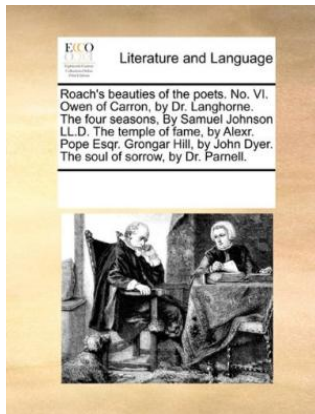 ECCO
Literature and Language
Roach's beauties of the poets. No. VI.
Owen of Carron, by Dr. Langhorne.
The four seasons, By Samuel Johnson
LL.D. The temple of fame, by Alexr.
Pope Esqr. Grongar Hill, by John Dyer.
The soul of sorrow, by Dr. Parnell.